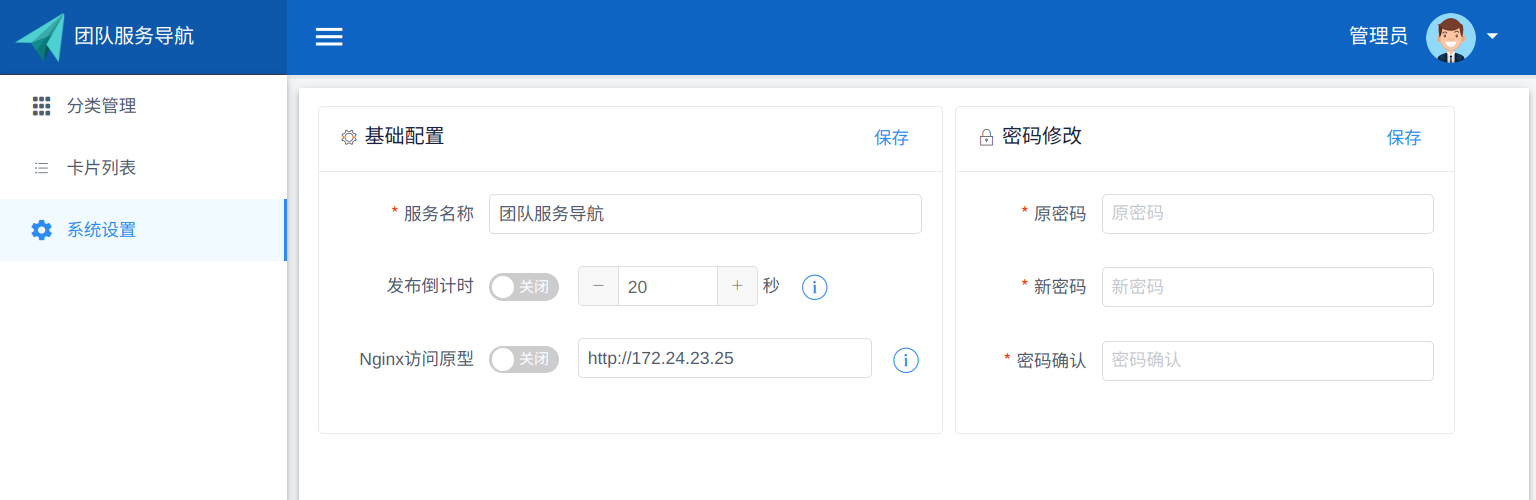 团队服务导航
管理员
分类管理
卡片列表
系统设置
基础配置 保存
* 服务名称 团队服务导航
发布倒计时 关闭 − 20 + 秒
Nginx访问原型 关闭 http://172.24.23.25
密码修改 保存
* 原密码 原密码
* 新密码 新密码
* 密码确认 密码确认